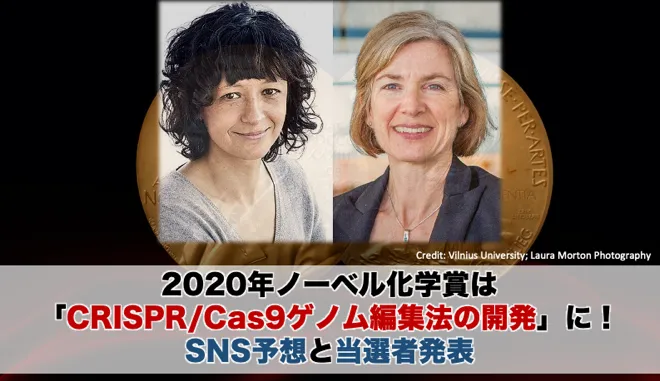 Credit: Vilnius University; Laura Morton Photography
2020年ノーベル化学賞は
「CRISPR/Cas9ゲノム編集法の開発」に！
SNS予想と当選者発表